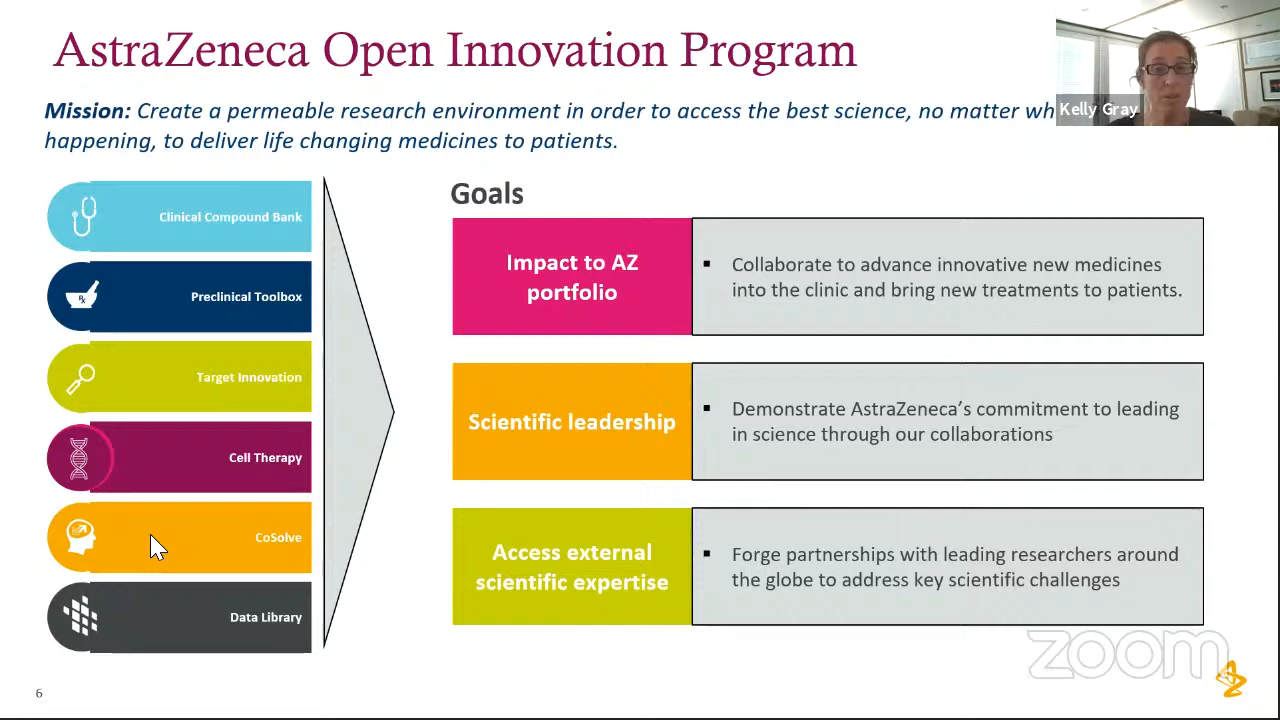 AstraZeneca Open Innovation Program
Mission: Create a permeable research environment in order to access the best science, no matter
happening, to deliver life changing medicines to patients.
Kelly Gray
Clinical Compound Bank
Preclinical Toolbox
Target Innovation
Cell Therapy
CoSolve
Data Library
Goals
Impact to AZ
portfolio
▪ Collaborate to advance innovative new medicines
into the clinic and bring new treatments to patients.
Scientific leadership
▪ Demonstrate AstraZeneca's commitment to leading
in science through our collaborations
Access external
scientific expertise
▪ Forge partnerships with leading researchers around
the globe to address key scientific challenges
zoom
6